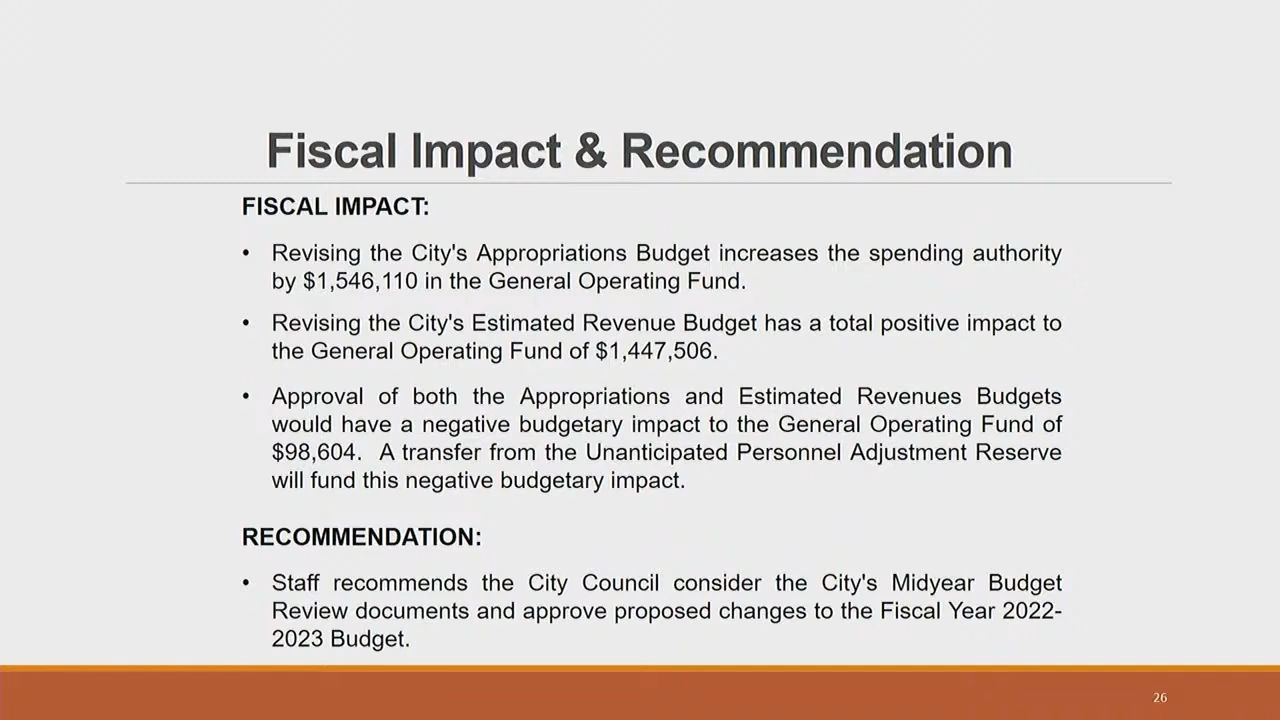 Fiscal Impact & Recommendation
FISCAL IMPACT:
• Revising the City's Appropriations Budget increases the spending authority
by $1,546,110 in the General Operating Fund.
• Revising the City's Estimated Revenue Budget has a total positive impact to
the General Operating Fund of $1,447,506.
• Approval of both the Appropriations and Estimated Revenues Budgets
would have a negative budgetary impact to the General Operating Fund of
$98,604. A transfer from the Unanticipated Personnel Adjustment Reserve
will fund this negative budgetary impact.
RECOMMENDATION:
• Staff recommends the City Council consider the City's Midyear Budget
Review documents and approve proposed changes to the Fiscal Year 2022-
2023 Budget.
26